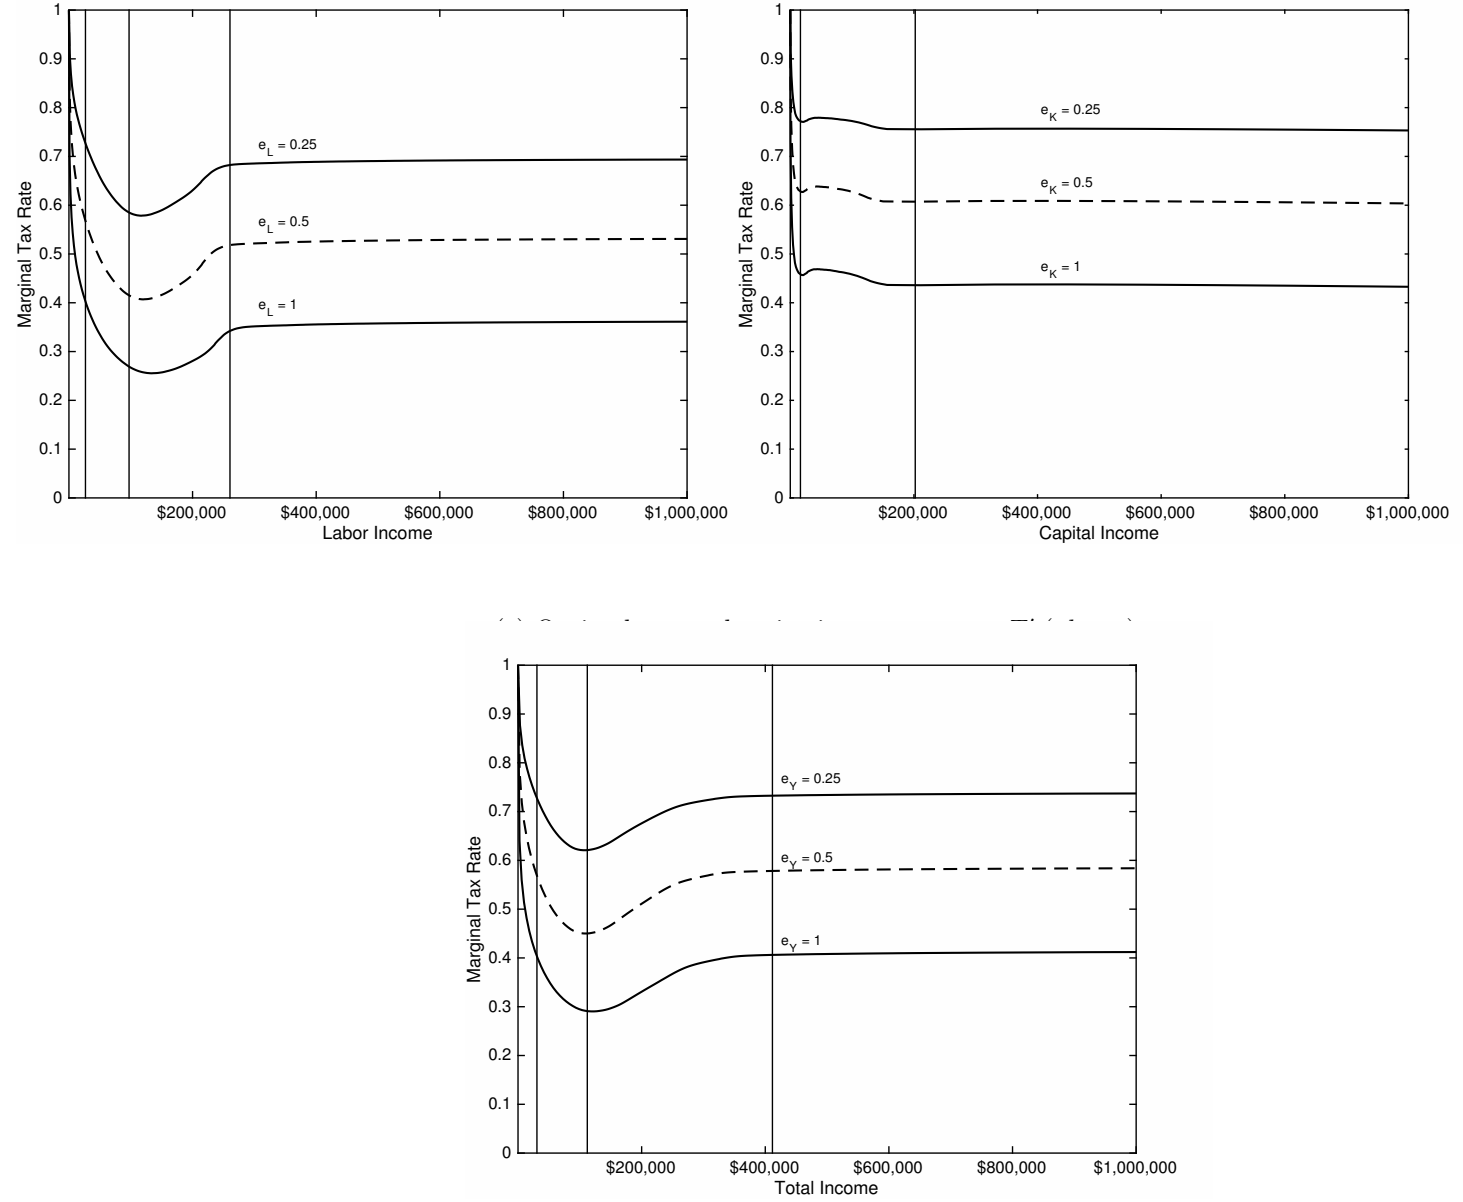 1
0.9
0.8
0.7
0.6
0.5
0.4
0.3
0.2
0.1
0
Marginal Tax Rate
e_L = 0.25
e_L = 0.5
e_L = 1
$200,000 $400,000 $600,000 $800,000 $1,000,000
Labor Income
1
0.9
0.8
0.7
0.6
0.5
0.4
0.3
0.2
0.1
0
Marginal Tax Rate
e_K = 0.25
e_K = 0.5
e_K = 1
$200,000 $400,000 $600,000 $800,000 $1,000,000
Capital Income
1
0.9
0.8
0.7
0.6
0.5
0.4
0.3
0.2
0.1
0
Marginal Tax Rate
e_Y = 0.25
e_Y = 0.5
e_Y = 1
$200,000 $400,000 $600,000 $800,000 $1,000,000
Total Income